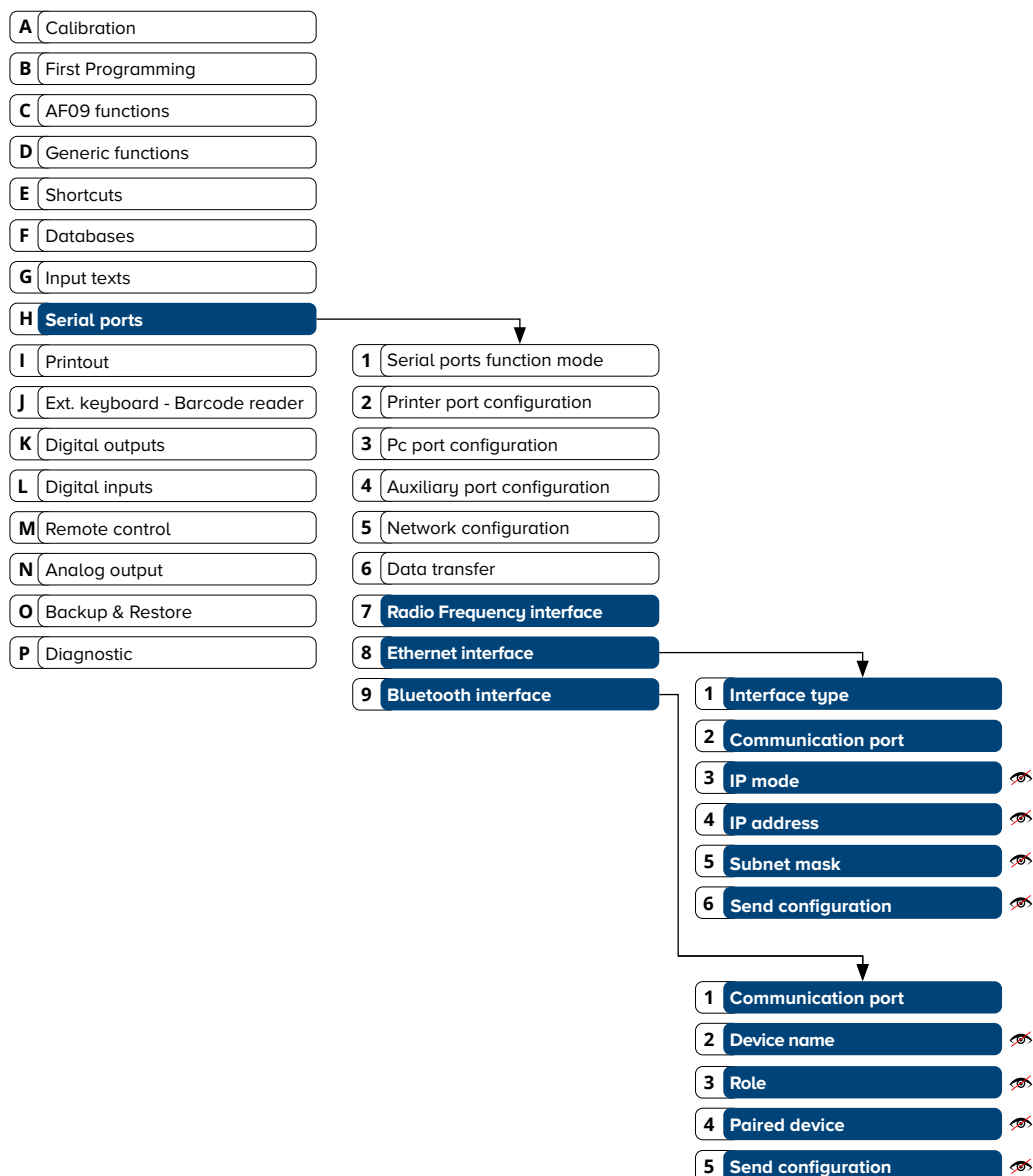 A Calibration
B First Programming
C AF09 functions
D Generic functions
E Shortcuts
F Databases
G Input texts
H Serial ports
I Printout
J Ext. keyboard - Barcode reader
K Digital outputs
L Digital inputs
M Remote control
N Analog output
O Backup & Restore
P Diagnostic
1 Serial ports function mode
2 Printer port configuration
3 Pc port configuration
4 Auxiliary port configuration
5 Network configuration
6 Data transfer
7 Radio Frequency interface
8 Ethernet interface
9 Bluetooth interface
1 Interface type
2 Communication port
3 IP mode
4 IP address
5 Subnet mask
6 Send configuration
1 Communication port
2 Device name
3 Role
4 Paired device
5 Send configuration